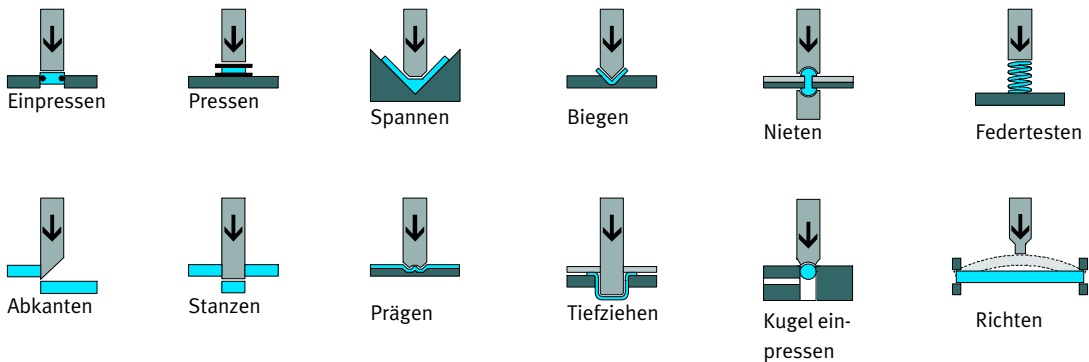 Einpressen
Pressen
Spannen
Biegen
Nieten
Federtesten
Abkanten
Stanzen
Prägen
Tiefziehen
Kugel ein-
pressen
Richten